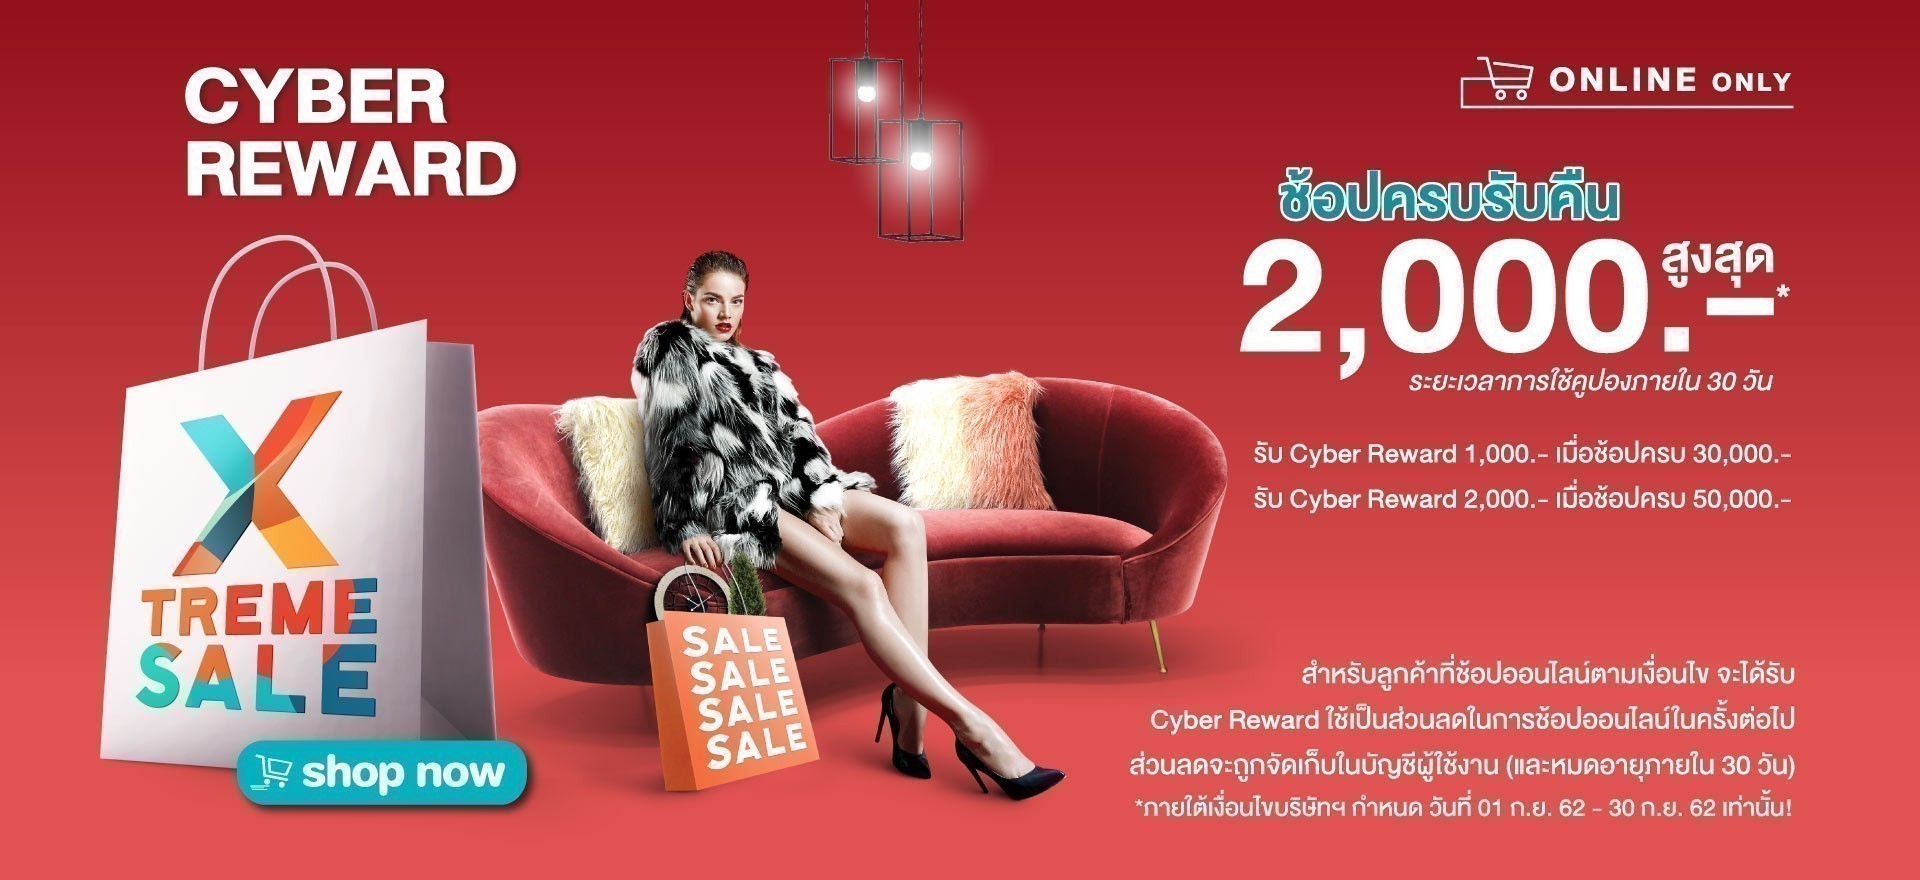 CYBER
REWARD
ONLINE ONLY
ช้อปครบรับคืน
สูงสุด
2,000.-*
ระยะเวลาการใช้คูปองภายใน 30 วัน
รับ Cyber Reward 1,000.- เมื่อช้อปครบ 30,000.-
รับ Cyber Reward 2,000.- เมื่อช้อปครบ 50,000.-
X
TREME
SALE
SALE
SALE
SALE
SALE
shop now
สำหรับลูกค้าที่ช้อปออนไลน์ตามเงื่อนไข จะได้รับ
Cyber Reward ใช้เป็นส่วนลดในการช้อปออนไลน์ในครั้งต่อไป
ส่วนลดจะถูกจัดเก็บในบัญชีผู้ใช้งาน (และหมดอายุภายใน 30 วัน)
*ภายใต้เงื่อนไขบริษัทฯ กำหนด วันที่ 01 ก.ย. 62 - 30 ก.ย. 62 เท่านั้น!